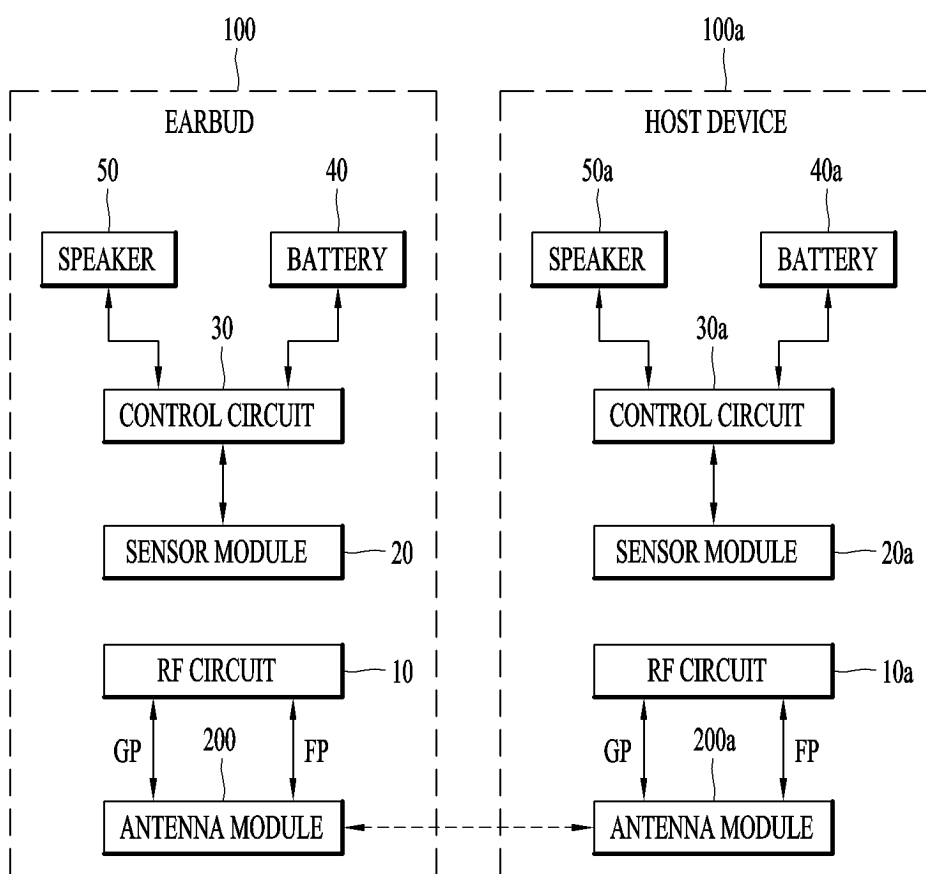 100
100a
EARBUD
HOST DEVICE
50
40
50a
40a
SPEAKER
BATTERY
SPEAKER
BATTERY
30
30a
CONTROL CIRCUIT
CONTROL CIRCUIT
SENSOR MODULE
20
SENSOR MODULE
20a
RF CIRCUIT
10
RF CIRCUIT
10a
GP
200
FP
GP
200a
FP
ANTENNA MODULE
ANTENNA MODULE